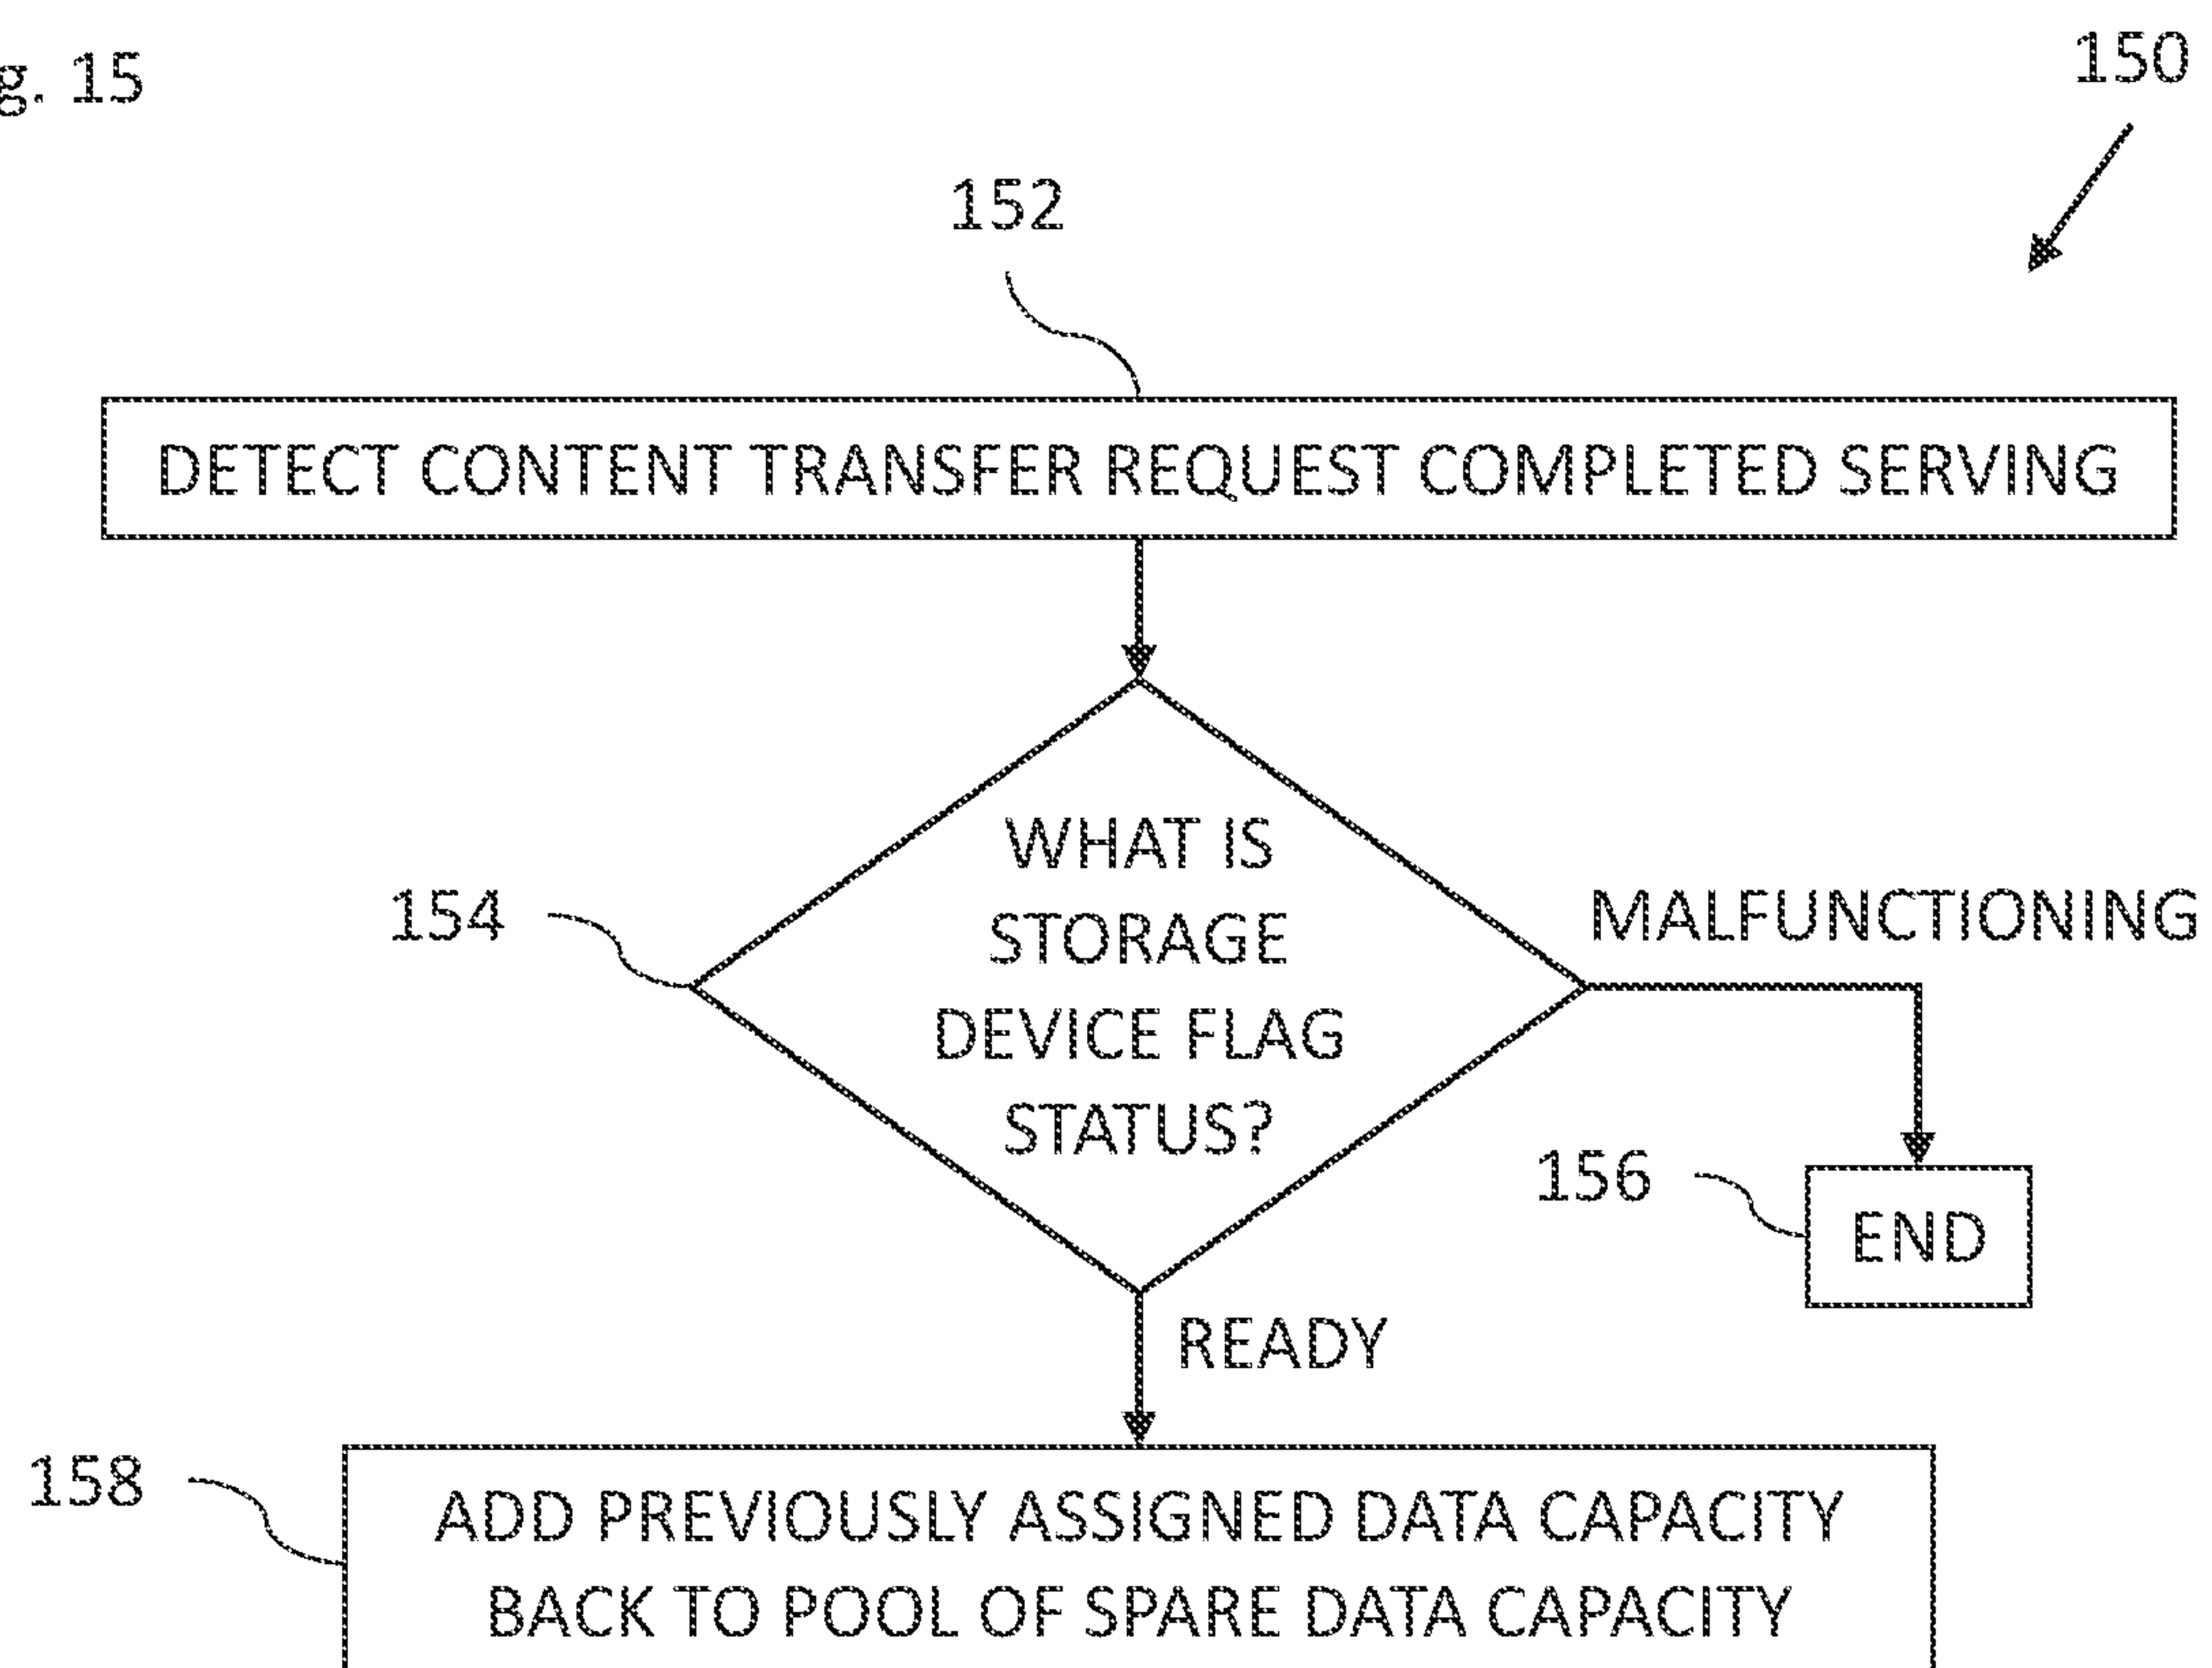 g. 15
150
152
DETECT CONTENT TRANSFER REQUEST COMPLETED SERVING
WHAT IS
STORAGE
DEVICE FLAG
STATUS?
154
MALFUNCTIONING
156
END
READY
158
ADD PREVIOUSLY ASSIGNED DATA CAPACITY
BACK TO POOL OF SPARE DATA CAPACITY